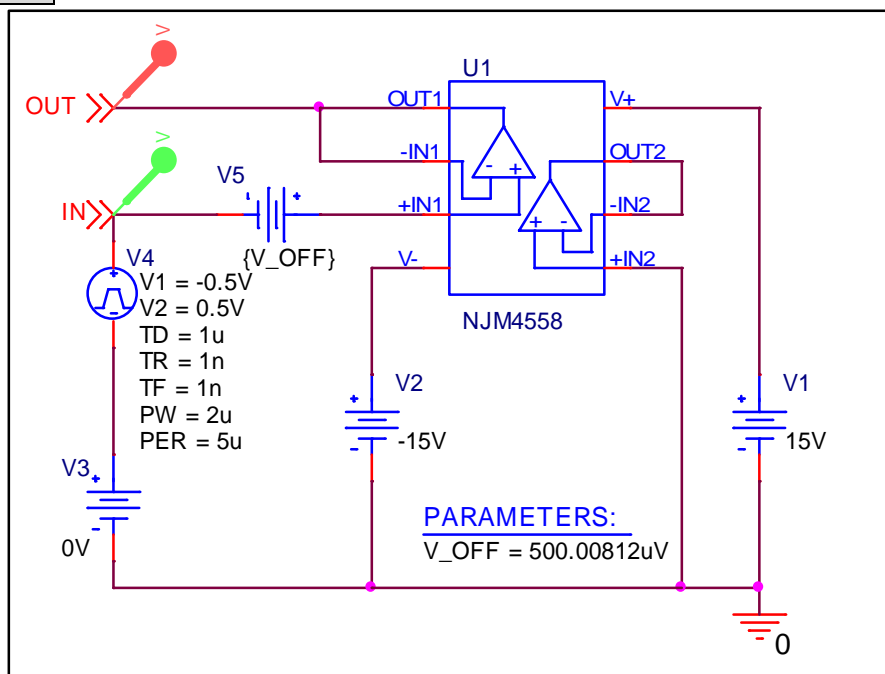 U1
OUT
OUT1
V+
-IN1
OUT2
V5
IN
+IN1
-IN2
{V_OFF}
V-
+IN2
V4
V1 = -0.5V
V2 = 0.5V
TD = 1u
TR = 1n
TF = 1n
PW = 2u
PER = 5u
NJM4558
V2
-15V
V1
15V
V3
0V
PARAMETERS:
V_OFF = 500.00812uV
0
V
V